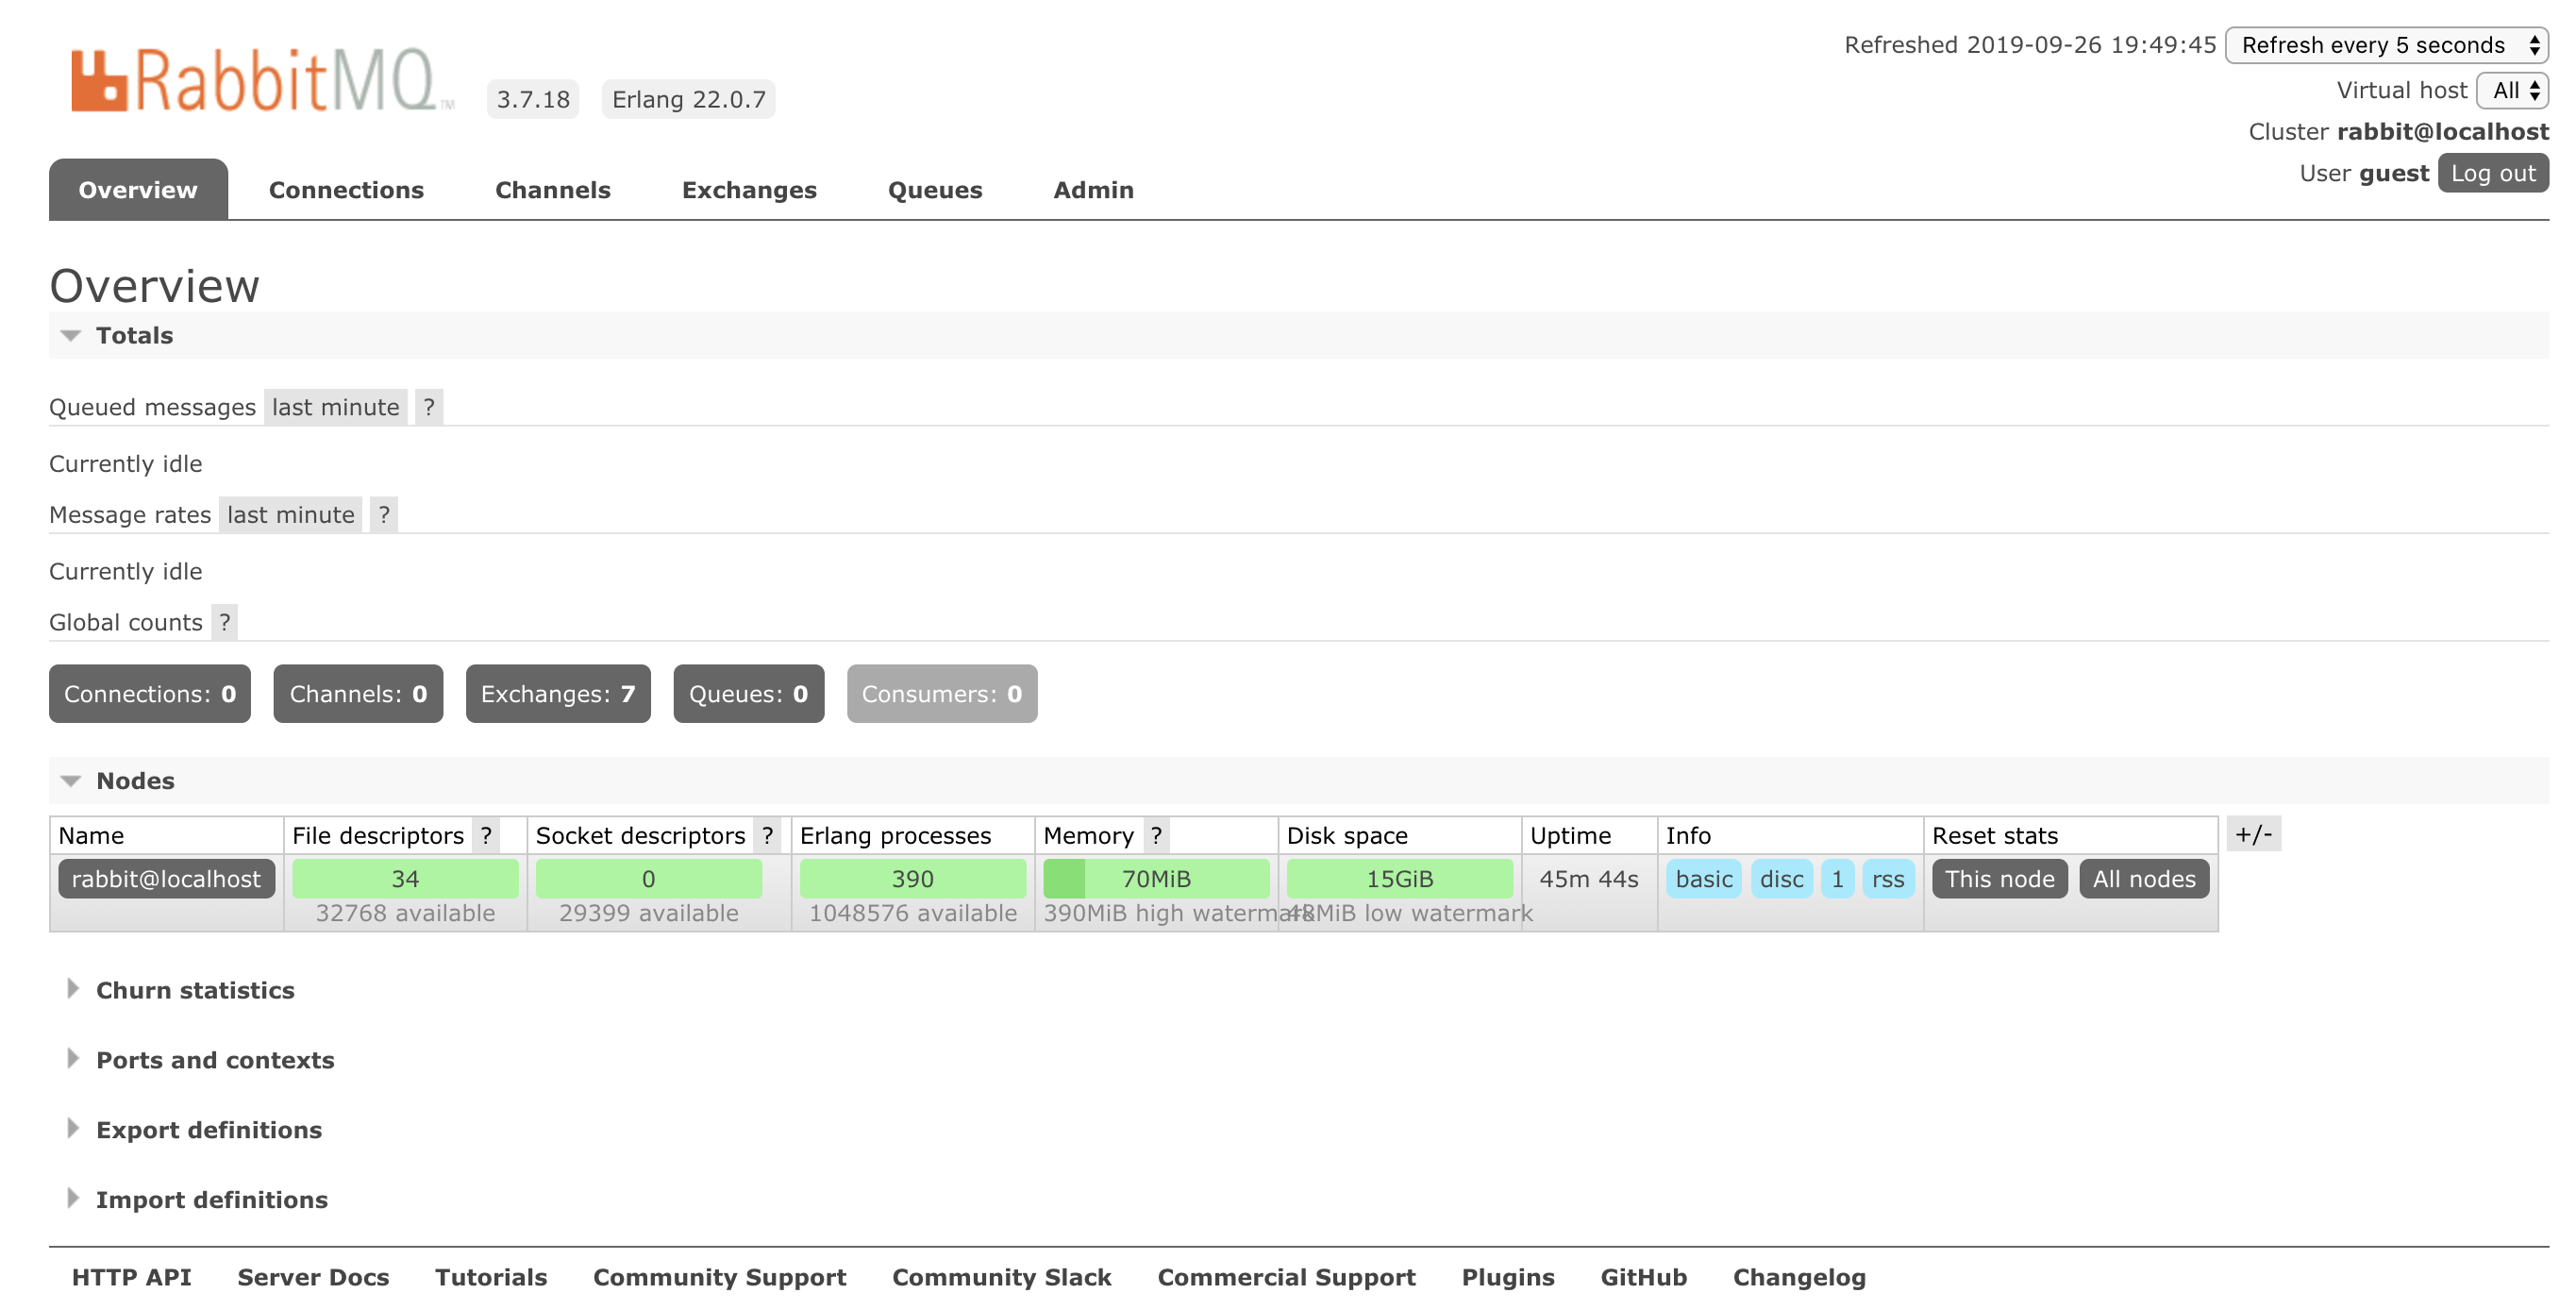 RabbitMQ™ 3.7.18 Erlang 22.0.7
Refreshed 2019-09-26 19:49:45 Refresh every 5 seconds
Virtual host All
Cluster rabbit@localhost
User guest Log out
Overview Connections Channels Exchanges Queues Admin
Overview
Totals
Queued messages last minute ?
Currently idle
Message rates last minute ?
Currently idle
Global counts ?
Connections: 0 Channels: 0 Exchanges: 7 Queues: 0 Consumers: 0
Nodes
Name File descriptors ? Socket descriptors ? Erlang processes Memory ? Disk space Uptime Info Reset stats +/-
rabbit@localhost 34 0 390 70MiB 15GiB 45m 44s basic disc 1 rss This node All nodes
32768 available 29399 available 1048576 available 390MiB high watermark 48MiB low watermark
Churn statistics
Ports and contexts
Export definitions
Import definitions
HTTP API Server Docs Tutorials Community Support Community Slack Commercial Support Plugins GitHub Changelog